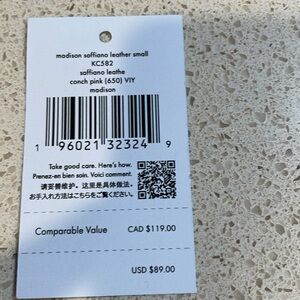 madison saffiano leather small
KC582
saffiano leathe
conch pink (650) VIY
madison
1 96021 32324 9
Take good care. Here's how.
Prenez-en bien soin. Voici comment.
请妥善维护。这里是具体做法。
お手入れ方法はこちらをご覧ください。
Comparable Value CAD $119.00
USD $89.00